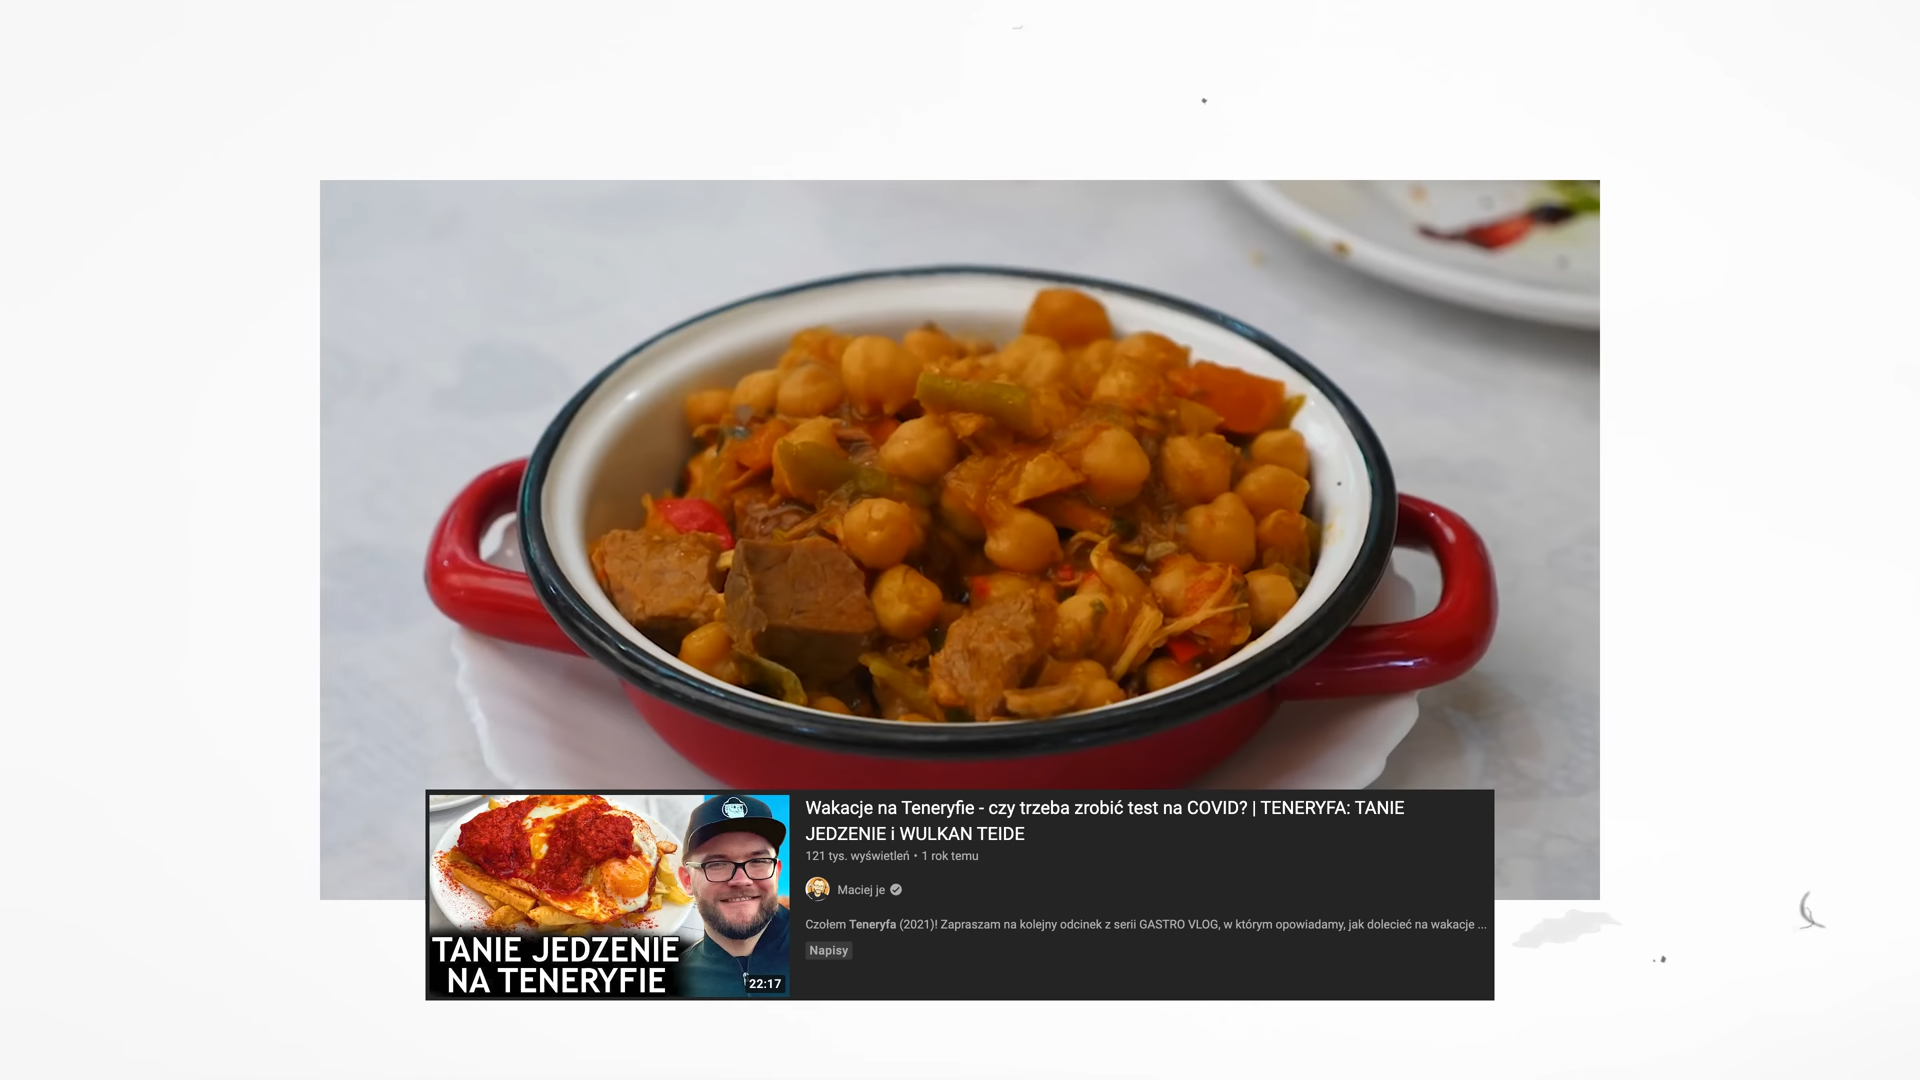 Wakacje na Teneryfie - czy trzeba zrobić test na COVID? | TENERYFA: TANIE
JEDZENIE i WULKAN TEIDE
121 tys. wyświetleń • 1 rok temu
Maciej je
Czołem Teneryfa (2021)! Zapraszam na kolejny odcinek z serii GASTRO VLOG, w którym opowiadamy, jak dolecieć na wakacje ...
Napisy
TANIE JEDZENIE
NA TENERYFIE
22:17